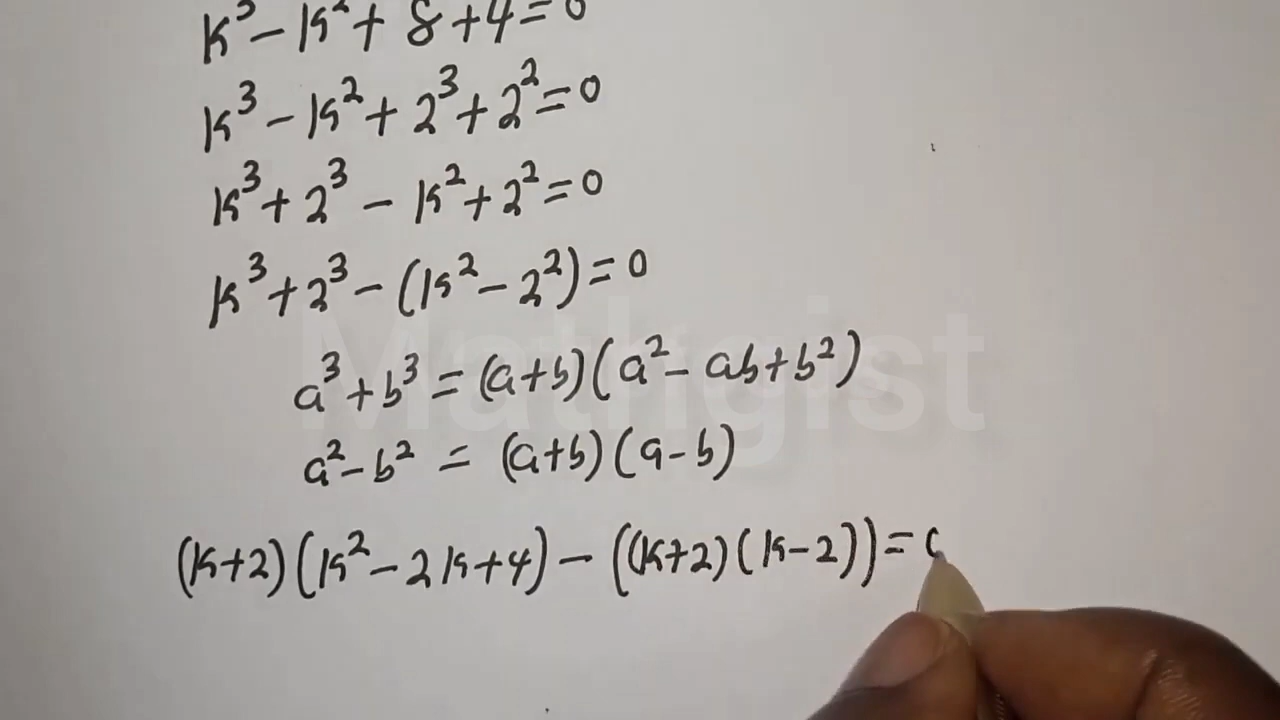 k³ - k² + 8 + 4 = 0
k³ - k² + 2³ + 2² = 0
k³ + 2³ - k² + 2² = 0
k³ + 2³ - (k² - 2²) = 0
a³ + b³ = (a+b)(a² - ab + b²)
Mathgist
a² - b² = (a+b)(a-b)
(k+2)(k² - 2k + 4) - ((k+2)(k-2)) = 0